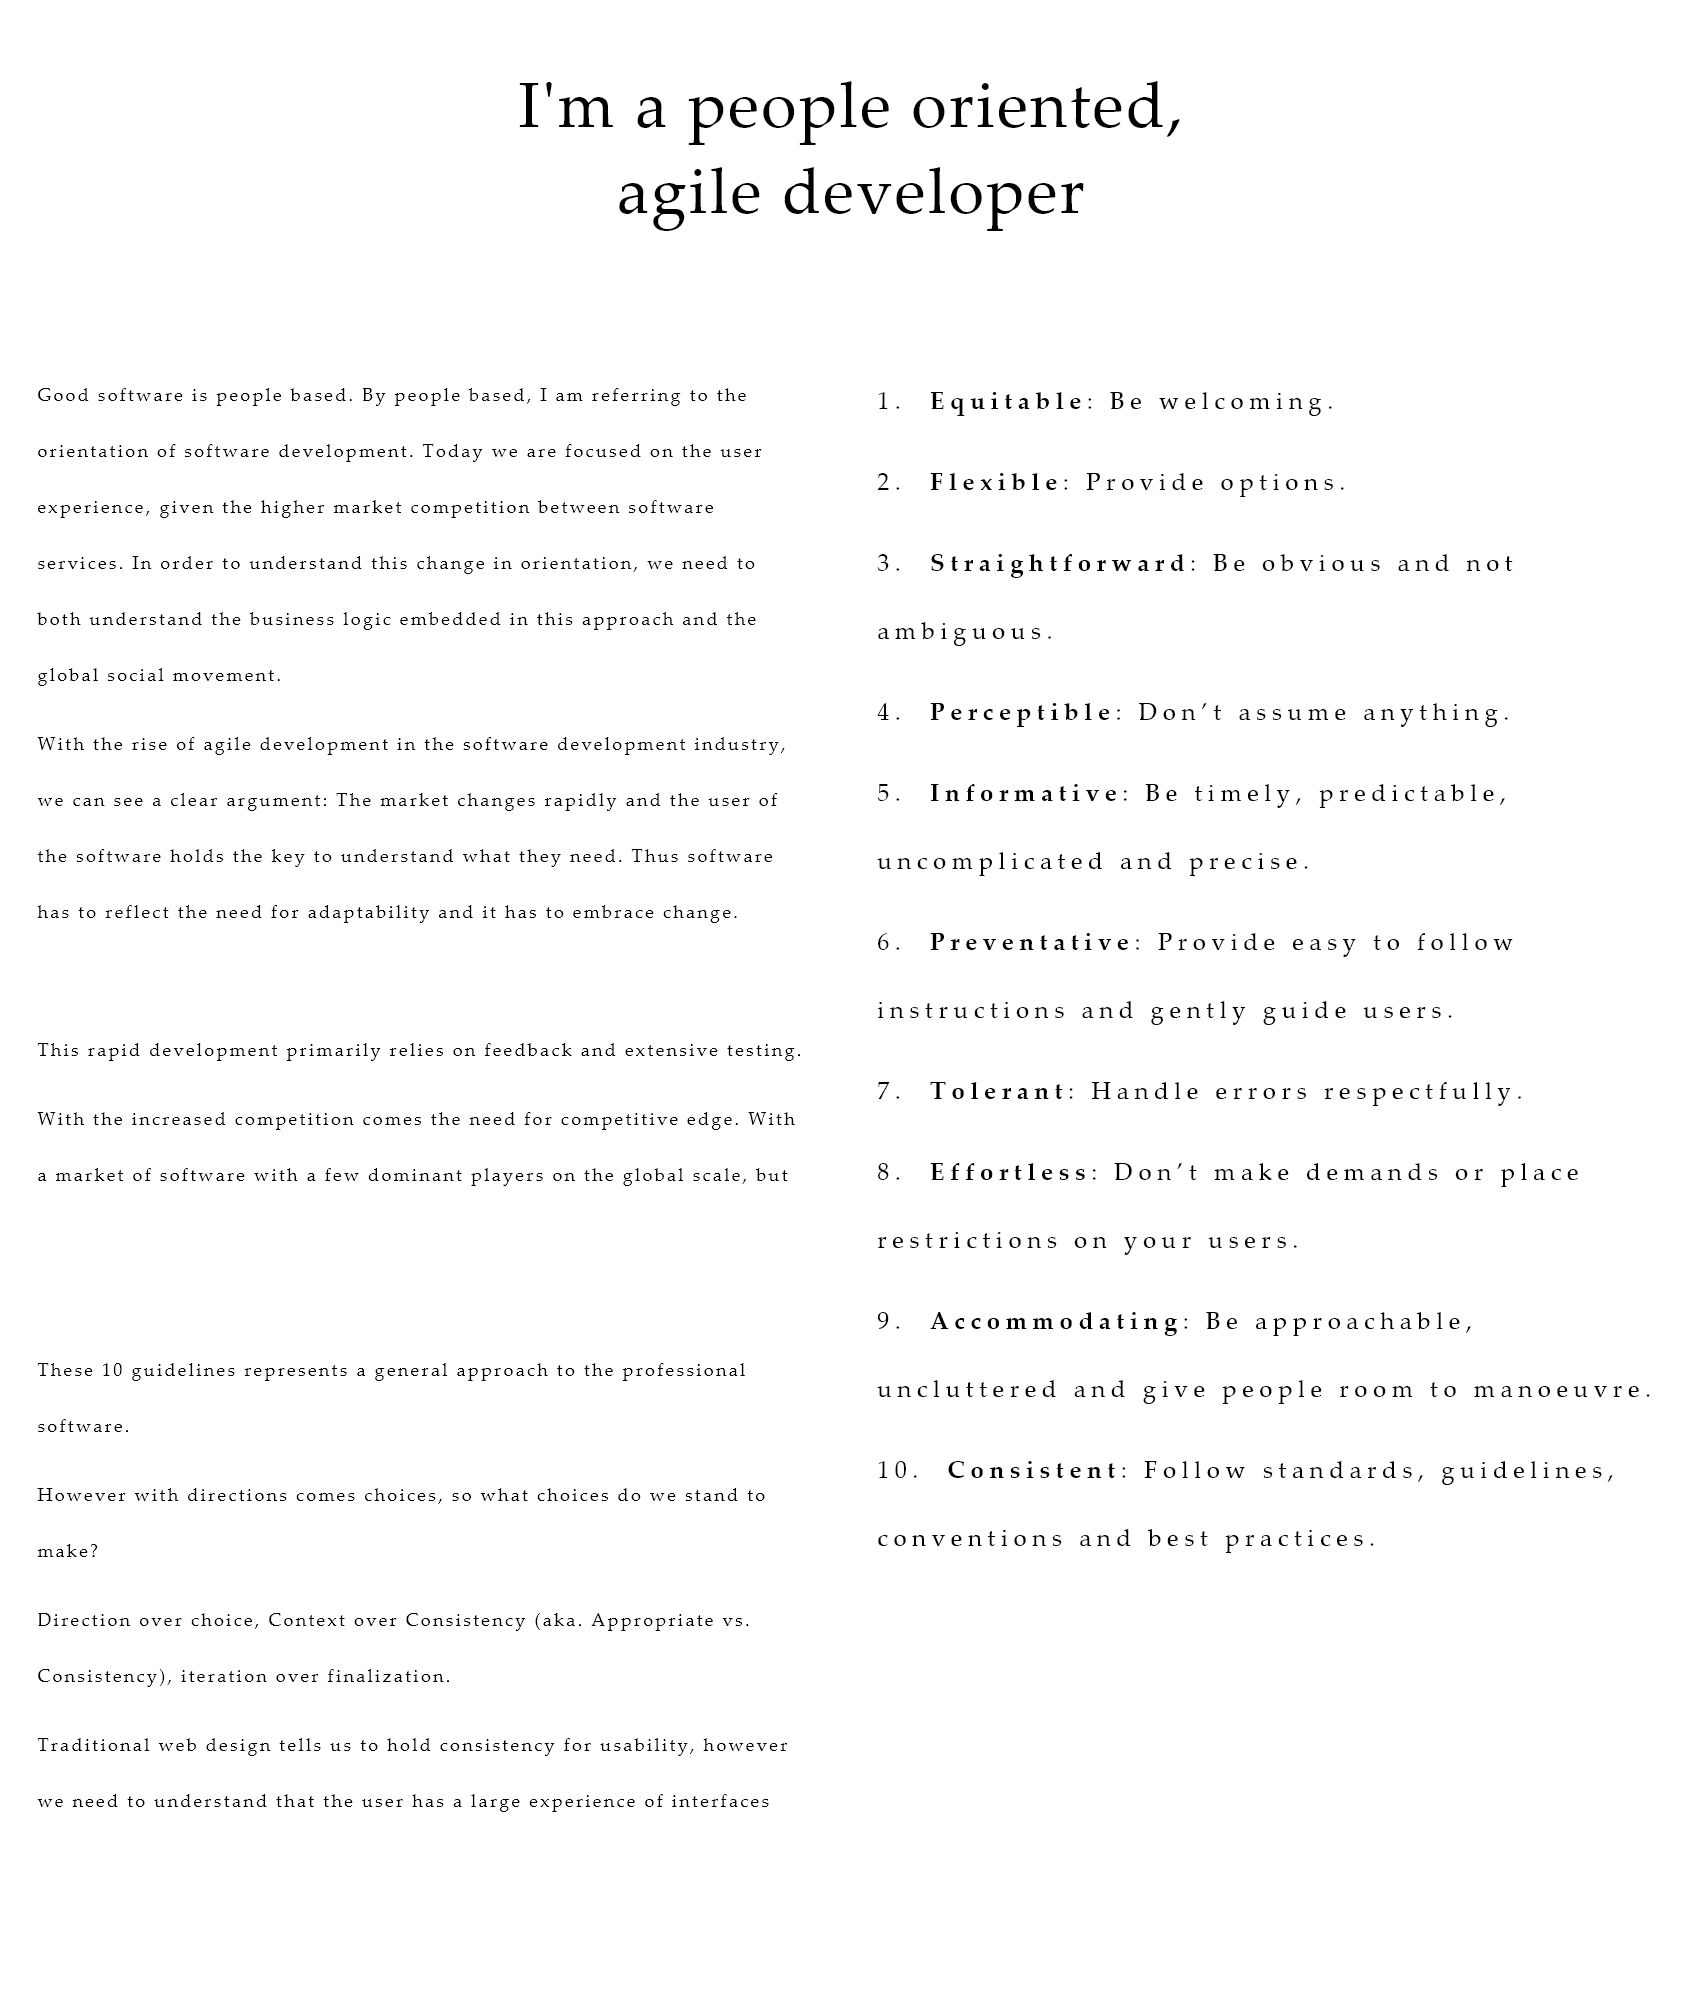 I'm a people oriented,
agile developer
Good software is people based. By people based, I am referring to the
orientation of software development. Today we are focused on the user
experience, given the higher market competition between software
services. In order to understand this change in orientation, we need to
both understand the business logic embedded in this approach and the
global social movement.
With the rise of agile development in the software development industry,
we can see a clear argument: The market changes rapidly and the user of
the software holds the key to understand what they need. Thus software
has to reflect the need for adaptability and it has to embrace change.
This rapid development primarily relies on feedback and extensive testing.
With the increased competition comes the need for competitive edge. With
a market of software with a few dominant players on the global scale, but
These 10 guidelines represents a general approach to the professional
software.
However with directions comes choices, so what choices do we stand to
make?
Direction over choice, Context over Consistency (aka. Appropriate vs.
Consistency), iteration over finalization.
Traditional web design tells us to hold consistency for usability, however
we need to understand that the user has a large experience of interfaces
1. Equitable: Be welcoming.
2. Flexible: Provide options.
3. Straightforward: Be obvious and not
ambiguous.
4. Perceptible: Don’t assume anything.
5. Informative: Be timely, predictable,
uncomplicated and precise.
6. Preventative: Provide easy to follow
instructions and gently guide users.
7. Tolerant: Handle errors respectfully.
8. Effortless: Don’t make demands or place
restrictions on your users.
9. Accommodating: Be approachable,
uncluttered and give people room to manoeuvre.
10. Consistent: Follow standards, guidelines,
conventions and best practices.